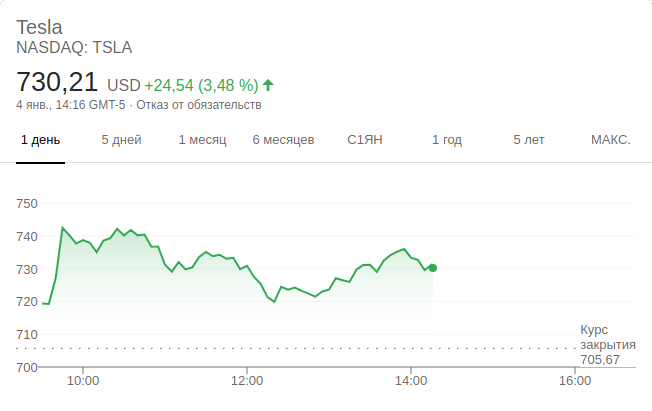 Tesla
NASDAQ: TSLA
730,21 USD +24,54 (3,48 %)
4 янв., 14:16 GMT-5 · Отказ от обязательств
1 день 5 дней 1 месяц 6 месяцев С1ЯН 1 год 5 лет МАКС.
750
740
730
720
710
700
Курс
закрытия
705,67
10:00 12:00 14:00 16:00